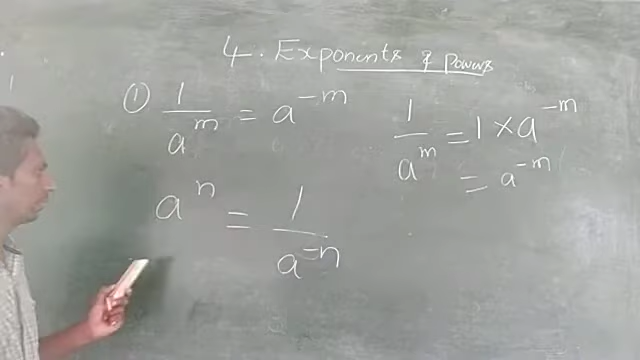 4. Exponents & Powers
① 1/a^m = a^-m
1/a^m = 1 × a^-m
= a^-m
a^n = 1/a^-n